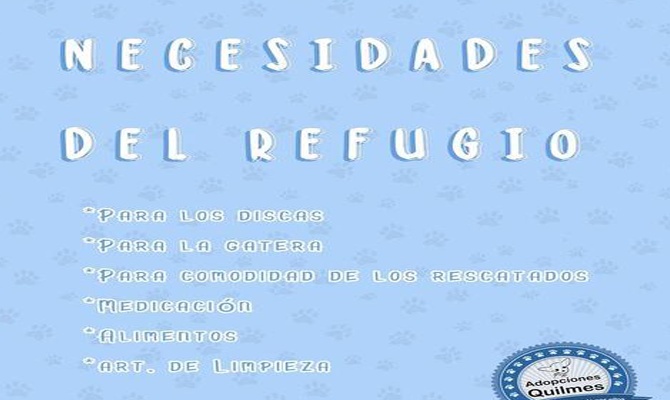 NECESIDADES
DEL REFUGIO
*PARA LOS DISCAS
*PARA LA GATERA
*PARA COMODIDAD DE LOS RESCATADOS
*MEDICACIÓN
*ALIMENTOS
*ART. DE LIMPIEZA
Adopciones
Quilmes